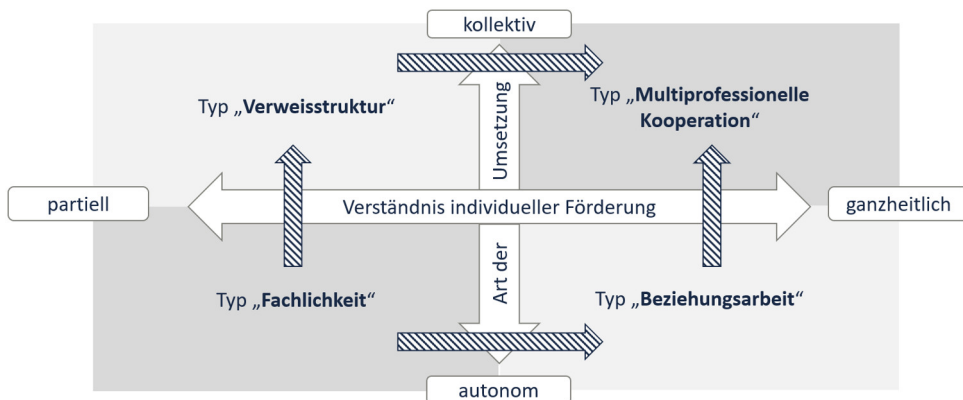 kollektiv
Typ „Verweisstruktur“
Typ „Multiprofessionelle
Kooperation“
partiell
Verständnis individueller Förderung
ganzheitlich
Art der Umsetzung
Typ „Fachlichkeit“
Typ „Beziehungsarbeit“
autonom